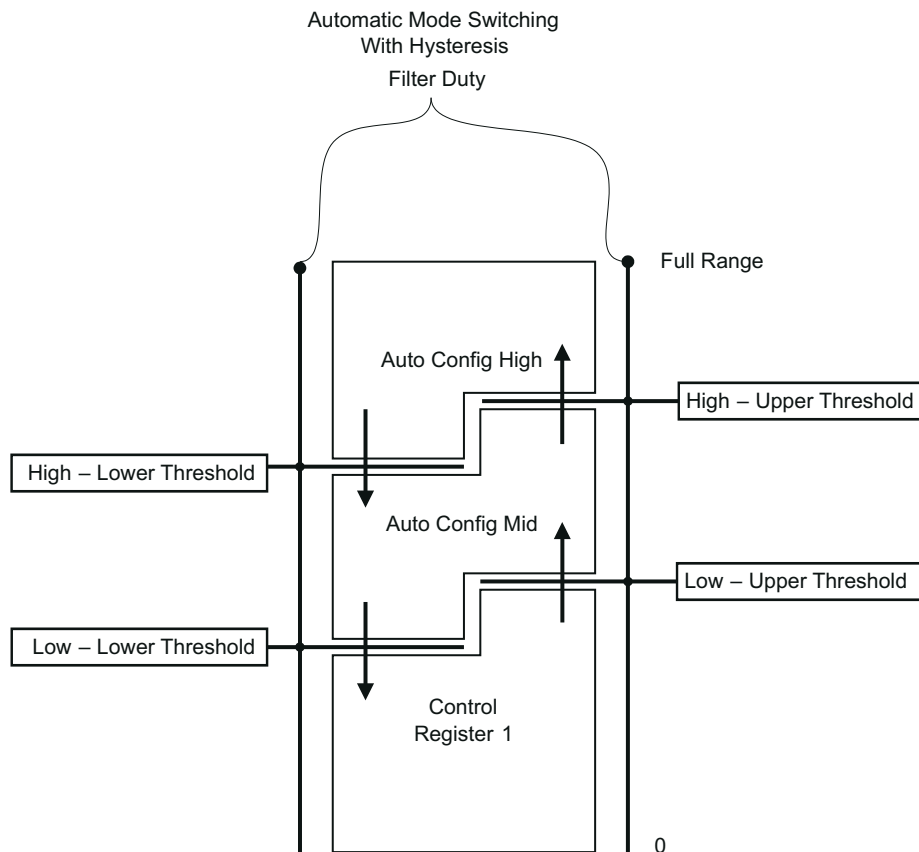 Automatic Mode Switching
With Hysteresis
Filter Duty
Full Range
Auto Config High
High – Upper Threshold
High – Lower Threshold
Auto Config Mid
Low – Upper Threshold
Low – Lower Threshold
Control
Register 1
0